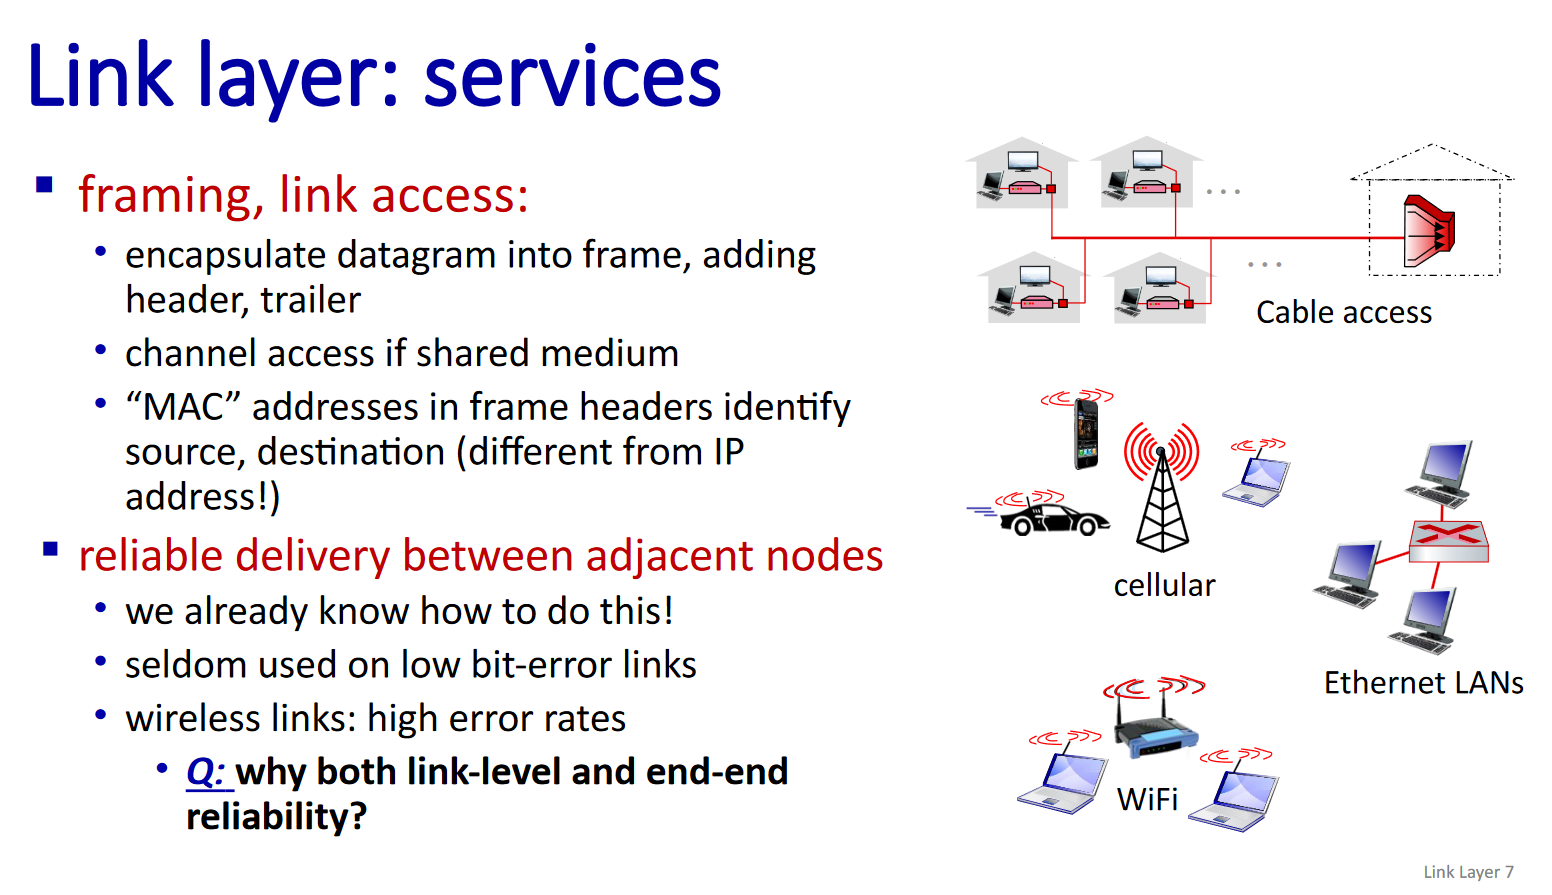 Link layer: services
framing, link access:
encapsulate datagram into frame, adding
header, trailer
channel access if shared medium
“MAC” addresses in frame headers identify
source, destination (different from IP
address!)
reliable delivery between adjacent nodes
we already know how to do this!
seldom used on low bit-error links
wireless links: high error rates
Q: why both link-level and end-end
reliability?
Cable access
cellular
Ethernet LANs
WiFi
Link Layer 7